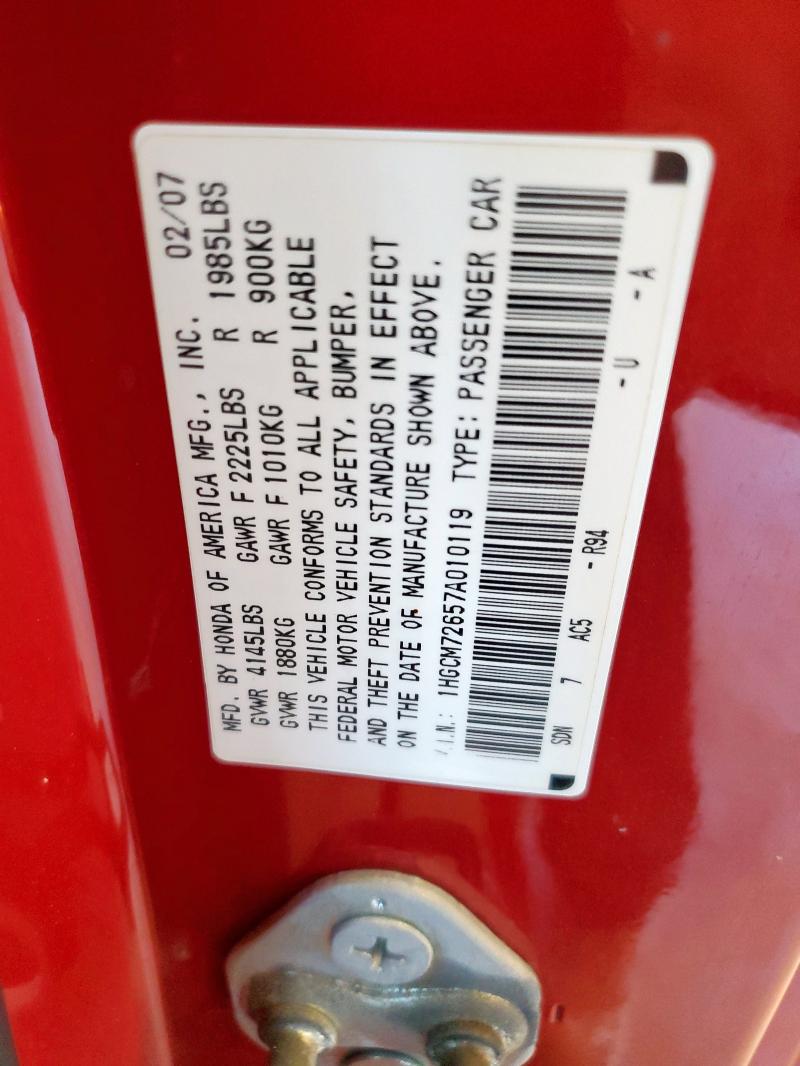 MFD. BY HONDA OF AMERICA MFG., INC. 02/07
GVWR 4145LBS GAWR F 2225LBS R 1985LBS
GVWR 1880KG GAWR F 1010KG R 900KG
THIS VEHICLE CONFORMS TO ALL APPLICABLE
FEDERAL MOTOR VEHICLE SAFETY, BUMPER,
AND THEFT PREVENTION STANDARDS IN EFFECT
ON THE DATE OF MANUFACTURE SHOWN ABOVE.
V.I.N.: 1HGCM72657A010119 TYPE: PASSENGER CAR
SDN 7 AC5 - R94 - U - A